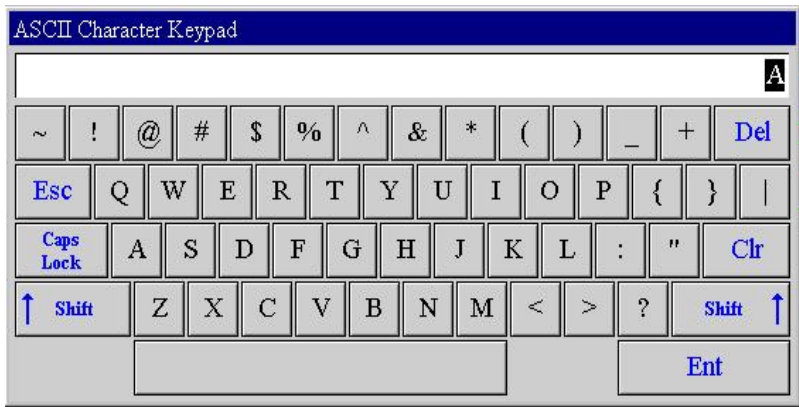 ASCII Character Keypad
A
~ ! @ # $ % ^ & * ( ) _ + Del
Esc Q W E R T Y U I O P { } |
Caps Lock A S D F G H J K L : " Clr
↑ Shift Z X C V B N M < > ? Shift ↑
Ent